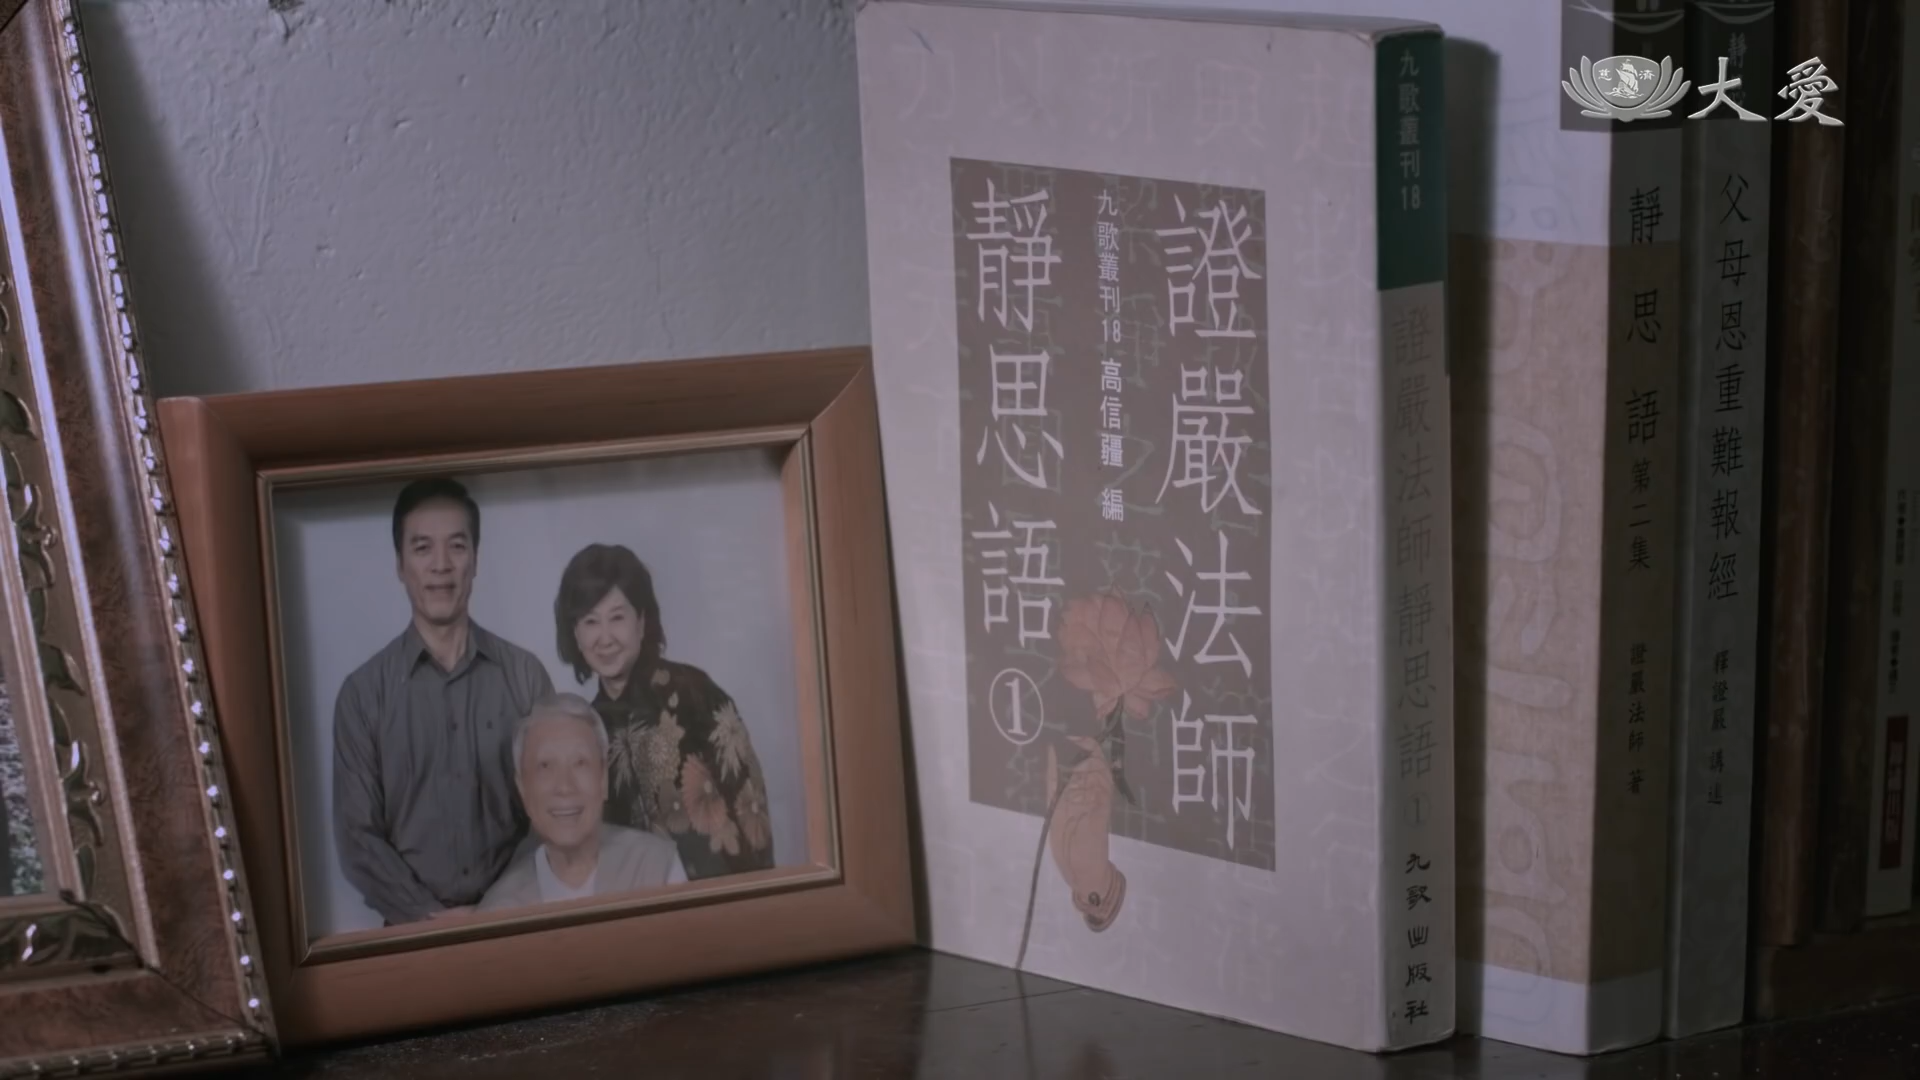 證嚴法師
九歌叢刊18 高信疆 編
靜思語①
九歌叢刊18
證嚴法師靜思語①
九歌出版社
靜思語第二集
證嚴法師 著
父母恩重難報經
釋證嚴 講述
慈濟
大愛